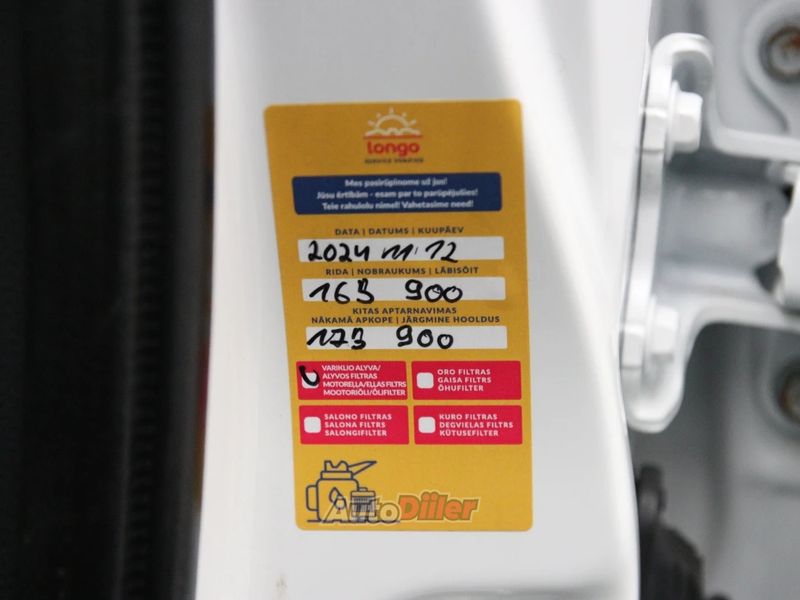 longo
SERVICE PARTNER
Mes pasirūpinome už jus!
Jūsu ērtībām - esam par to parūpējušies!
Teie rahulolu nimel! Vahetasime need!
DATA | DATUMS | KUUPÄEV
2024 m. 12
RIDA | NOBRAUKUMS | LÄBISÕIT
163 900
KITAS APTARNAVIMAS
NĀKAMĀ APKOPE | JÄRGMINE HOOLDUS
173 900
VARIKLIO ALYVA/
ALYVOS FILTRAS
MOTOREĻĻA/EĻĻAS FILTRS
MOOTORIÕLI/ÕLIFILTER
ORO FILTRAS
GAISA FILTRS
ÕHUFILTER
SALONO FILTRAS
SALONA FILTRS
SALONGIFILTER
KURO FILTRAS
DEGVIELAS FILTRS
KÜTUSEFILTER
AutoDiiler